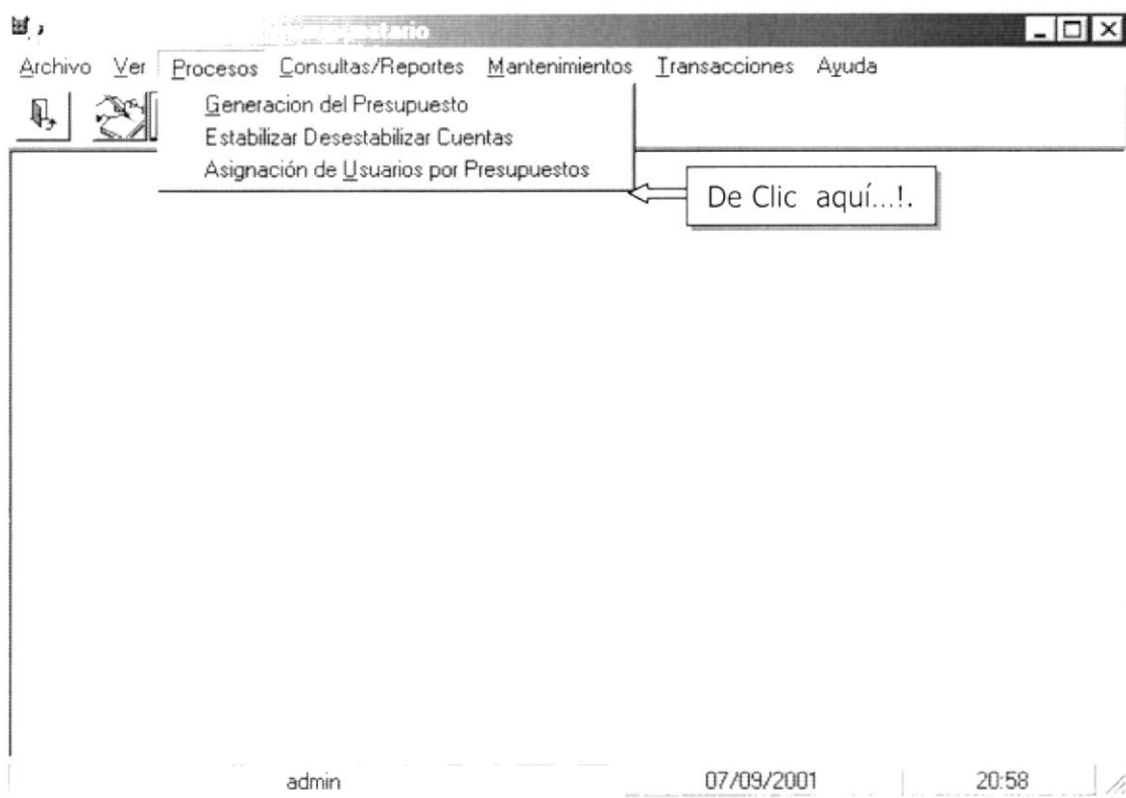 Archivo Ver Procesos Consultas/Reportes Mantenimientos Transacciones Ayuda
Generacion del Presupuesto
Estabilizar Desestabilizar Cuentas
Asignación de Usuarios por Presupuestos
De Clic aquí...!.
admin 07/09/2001 20:58